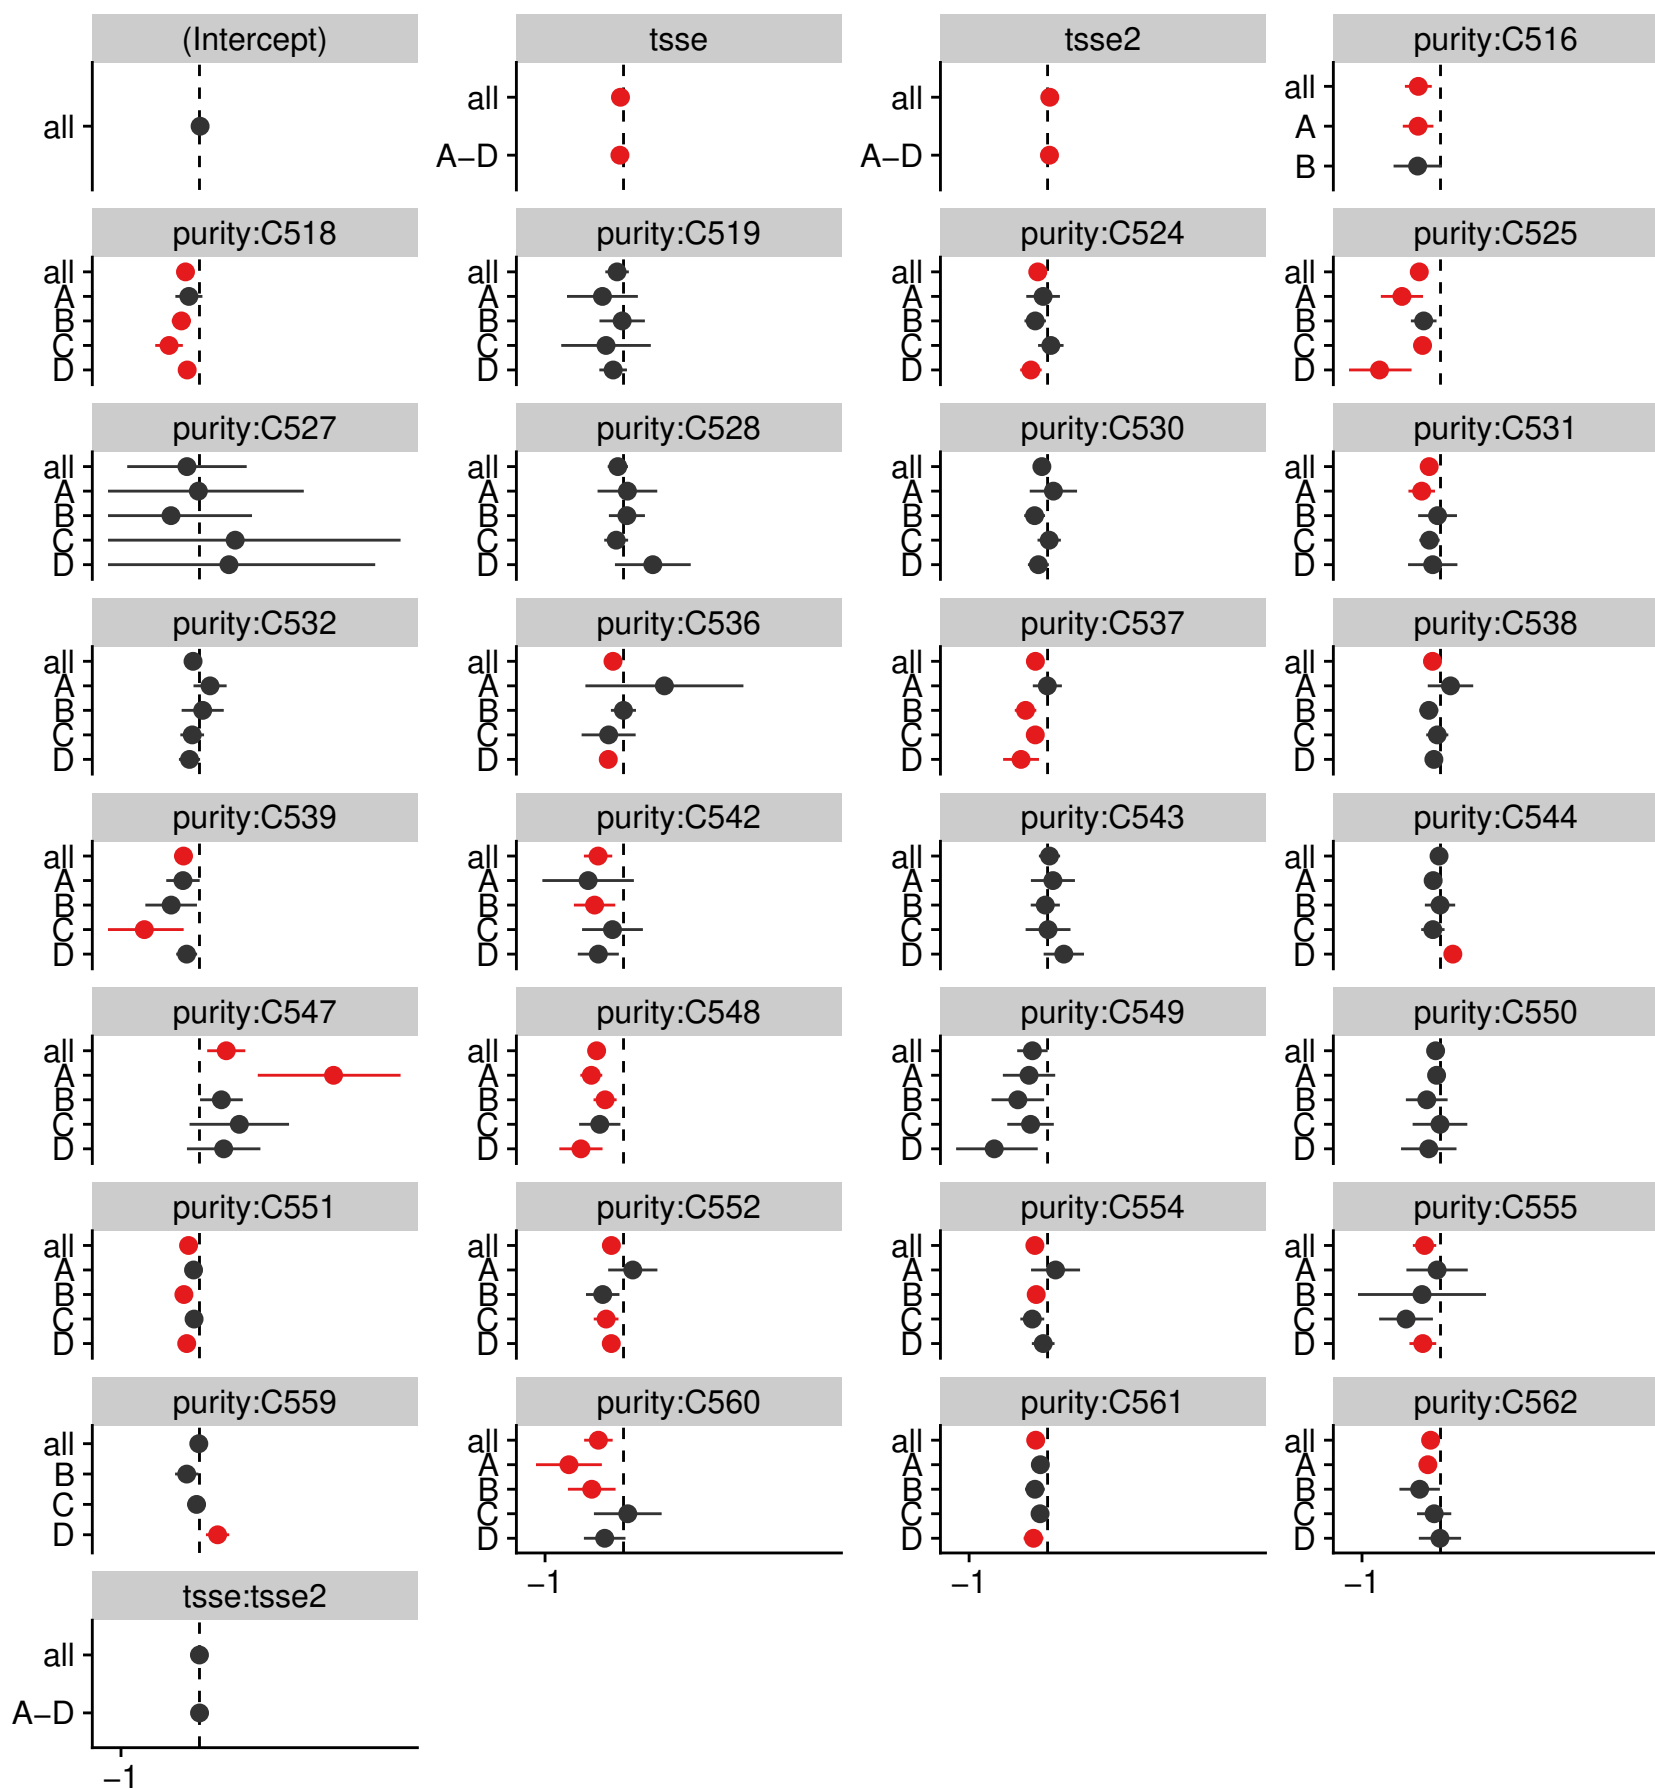 (Intercept) tsse tsse2 purity:C516
all
all
A−D
all
A−D
all
A
B
purity:C518 purity:C519 purity:C524 purity:C525
all all all all
A A A A
B B B B
C C C C
D D D D
purity:C527 purity:C528 purity:C530 purity:C531
all all all all
A A A A
B B B B
C C C C
D D D D
purity:C532 purity:C536 purity:C537 purity:C538
all all all all
A A A A
B B B B
C C C C
D D D D
purity:C539 purity:C542 purity:C543 purity:C544
all all all all
A A A A
B B B B
C C C C
D D D D
purity:C547 purity:C548 purity:C549 purity:C550
all all all all
A A A A
B B B B
C C C C
D D D D
purity:C551 purity:C552 purity:C554 purity:C555
all all all all
A A A A
B B B B
C C C C
D D D D
purity:C559 purity:C560 purity:C561 purity:C562
all all all all
B A A A
C B B B
D C C C
D D D
−1 −1 −1
tsse:tsse2
all
A−D
−1